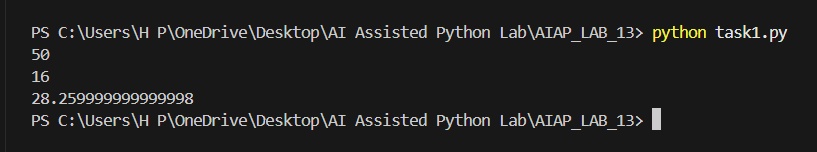 PS C:\Users\H P\OneDrive\Desktop\AI Assisted Python Lab\AIAP_LAB_13> python task1.py
50
16
28.259999999999998
PS C:\Users\H P\OneDrive\Desktop\AI Assisted Python Lab\AIAP_LAB_13>